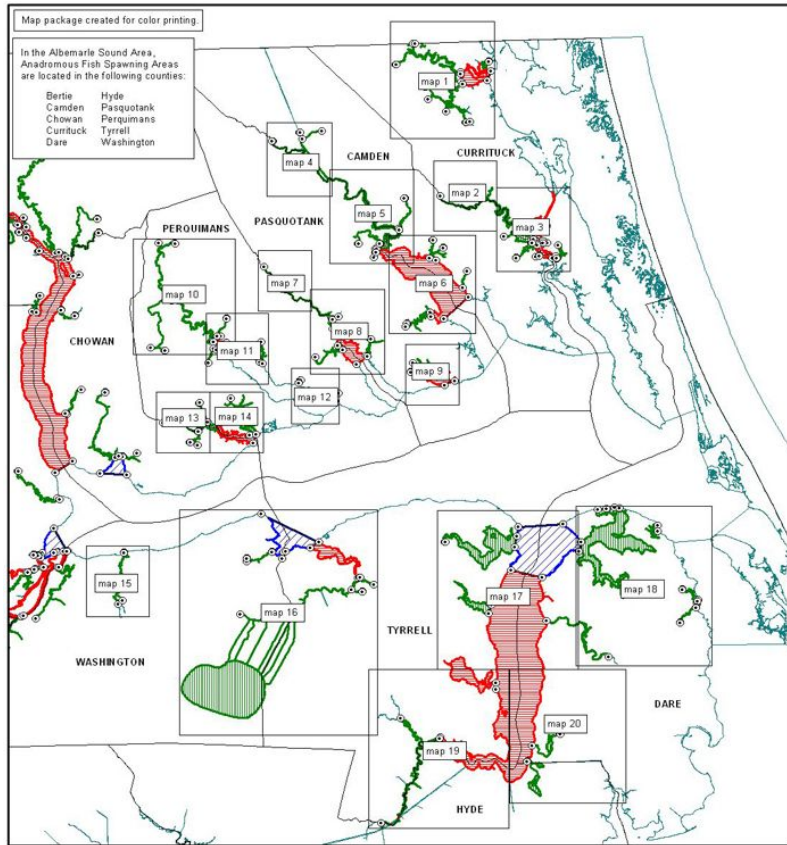 Map package created for color printing.
In the Albemarle Sound Area,
Anadromous Fish Spawning Areas
are located in the following counties:
Bertie Hyde
Camden Pasquotank
Chowan Perquimans
Currituck Tyrrell
Dare Washington
map 1
map 4
CAMDEN
CURRITUCK
map 2
map 5
PERQUIMANS
PASQUOTANK
map 3
map 7
map 6
map 10
map 8
CHOWAN
map 11
map 9
map 12
map 13
map 14
map 15
map 18
map 17
map 16
TYRRELL
WASHINGTON
DARE
map 20
map 19
HYDE